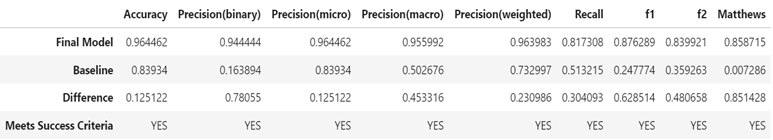 Accuracy Precision(binary) Precision(micro) Precision(macro) Precision(weighted) Recall f1 f2 Matthews
Final Model 0.964462 0.944444 0.964462 0.955992 0.963983 0.817308 0.876289 0.839921 0.858715
Baseline 0.83934 0.163894 0.83934 0.502676 0.732997 0.513215 0.247774 0.359263 0.007286
Difference 0.125122 0.78055 0.125122 0.453316 0.230986 0.304093 0.628514 0.480658 0.851428
Meets Success Criteria YES YES YES YES YES YES YES YES YES